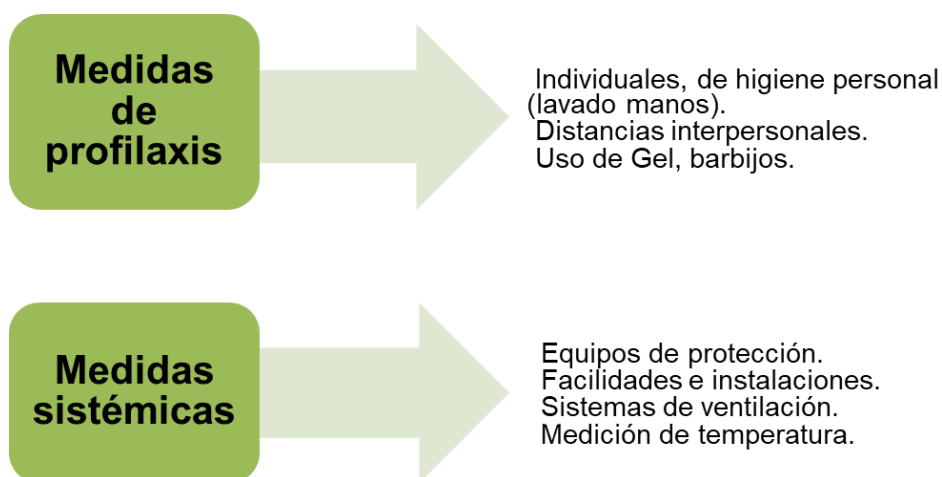 Medidas
de
profilaxis
Individuales, de higiene personal
(lavado manos).
Distancias interpersonales.
Uso de Gel, barbijos.
Medidas
sistémicas
Equipos de protección.
Facilidades e instalaciones.
Sistemas de ventilación.
Medición de temperatura.